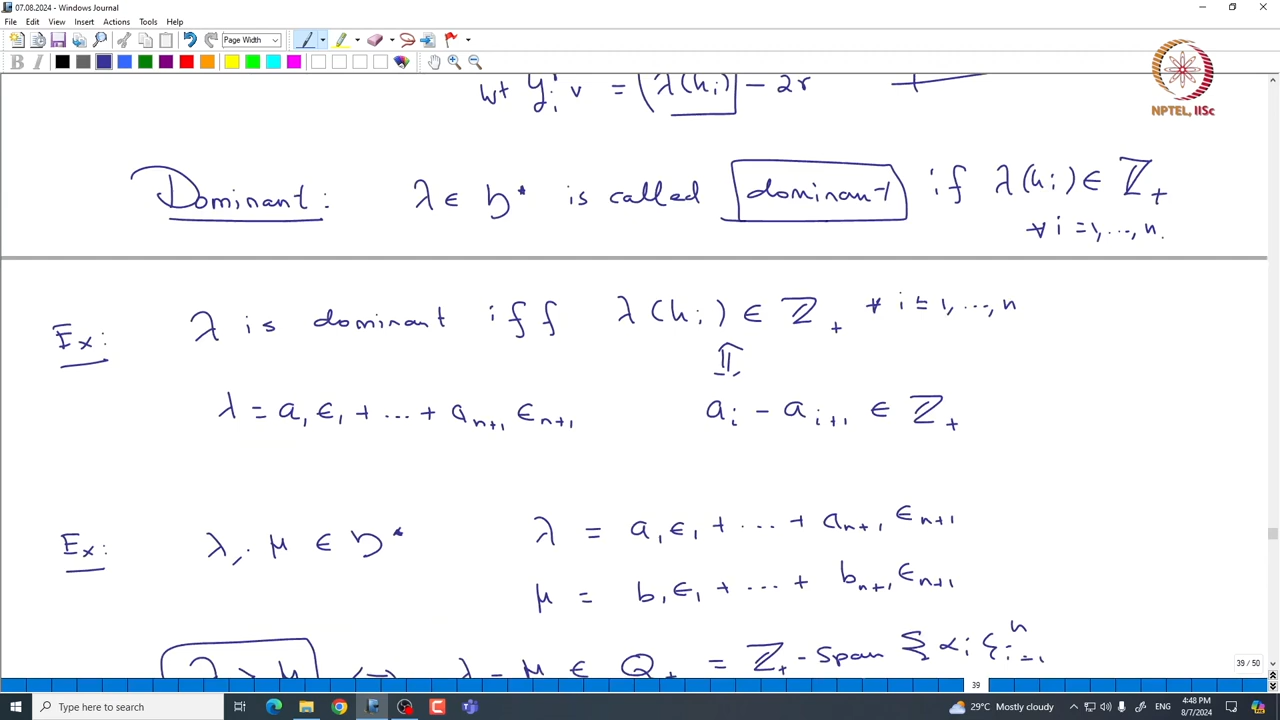 07.08.2024 - Windows Journal
File Edit View Insert Actions Tools Help
Page Width
B I
NPTEL, IISc
wt y_i^r v = λ(h_i) - 2r
Dominant: λ ∈ h* is called dominant if λ(h_i) ∈ ℤ_+
∀ i = 1, ..., n.
Ex: λ is dominant iff λ(h_i) ∈ ℤ_+ ∀ i = 1, ..., n
⇕
λ = a_1 ε_1 + ... + a_{n+1} ε_{n+1} a_i - a_{i+1} ∈ ℤ_+
Ex: λ, μ ∈ h* λ = a_1 ε_1 + ... + a_{n+1} ε_{n+1}
μ = b_1 ε_1 + ... + b_{n+1} ε_{n+1}
λ ≥ μ ⇔ λ - μ ∈ Q_+ = ℤ_+ - span {α_i}_{i=1}^n
39 / 50
39
Type here to search
29°C Mostly cloudy
4:48 PM
8/7/2024